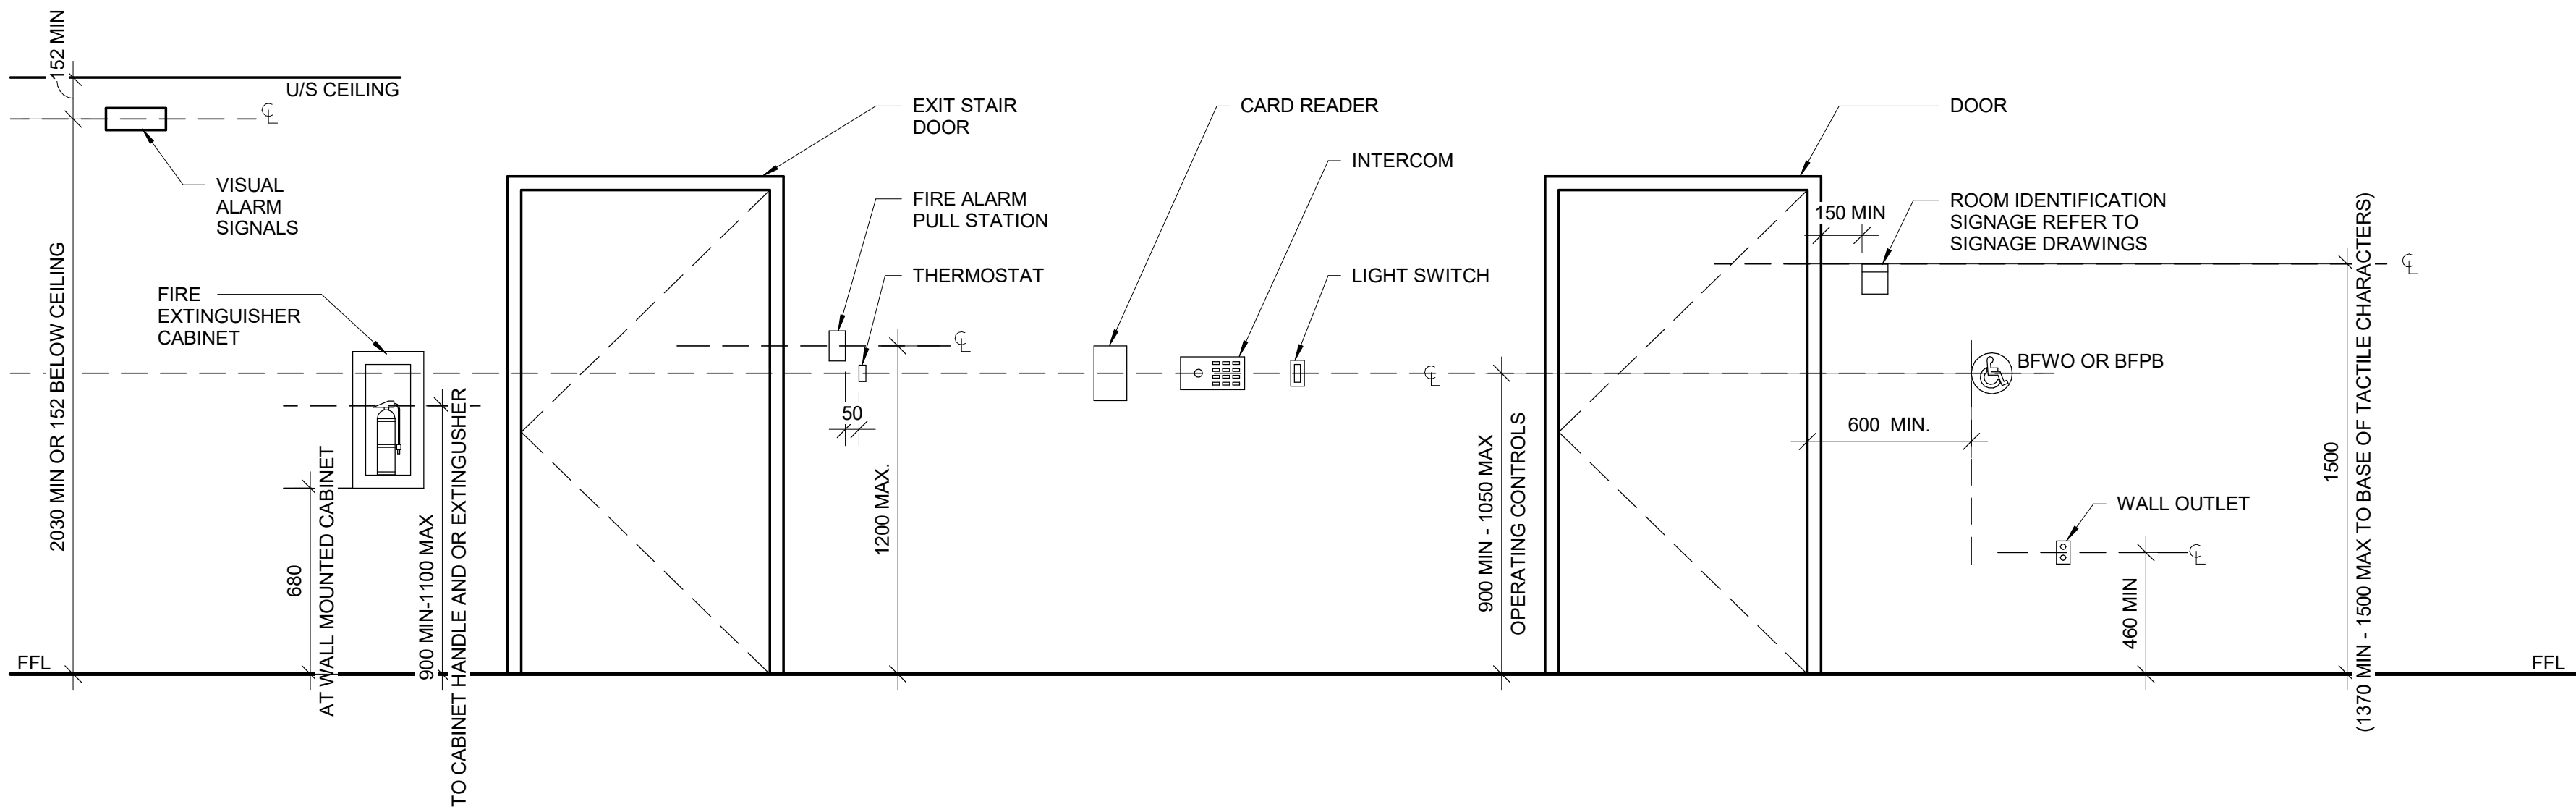 152 MIN
U/S CEILING
℄
VISUAL
ALARM
SIGNALS
2030 MIN OR 152 BELOW CEILING
FIRE
EXTINGUISHER
CABINET
680
AT WALL MOUNTED CABINET
900 MIN-1100 MAX
TO CABINET HANDLE AND OR EXTINGUSHER
FFL
EXIT STAIR
DOOR
FIRE ALARM
PULL STATION
THERMOSTAT
℄
50
1200 MAX.
CARD READER
INTERCOM
LIGHT SWITCH
℄
900 MIN - 1050 MAX
OPERATING CONTROLS
DOOR
150 MIN
ROOM IDENTIFICATION
SIGNAGE REFER TO
SIGNAGE DRAWINGS
℄
BFWO OR BFPB
600 MIN.
WALL OUTLET
℄
460 MIN
1500
(1370 MIN - 1500 MAX TO BASE OF TACTILE CHARACTERS)
FFL